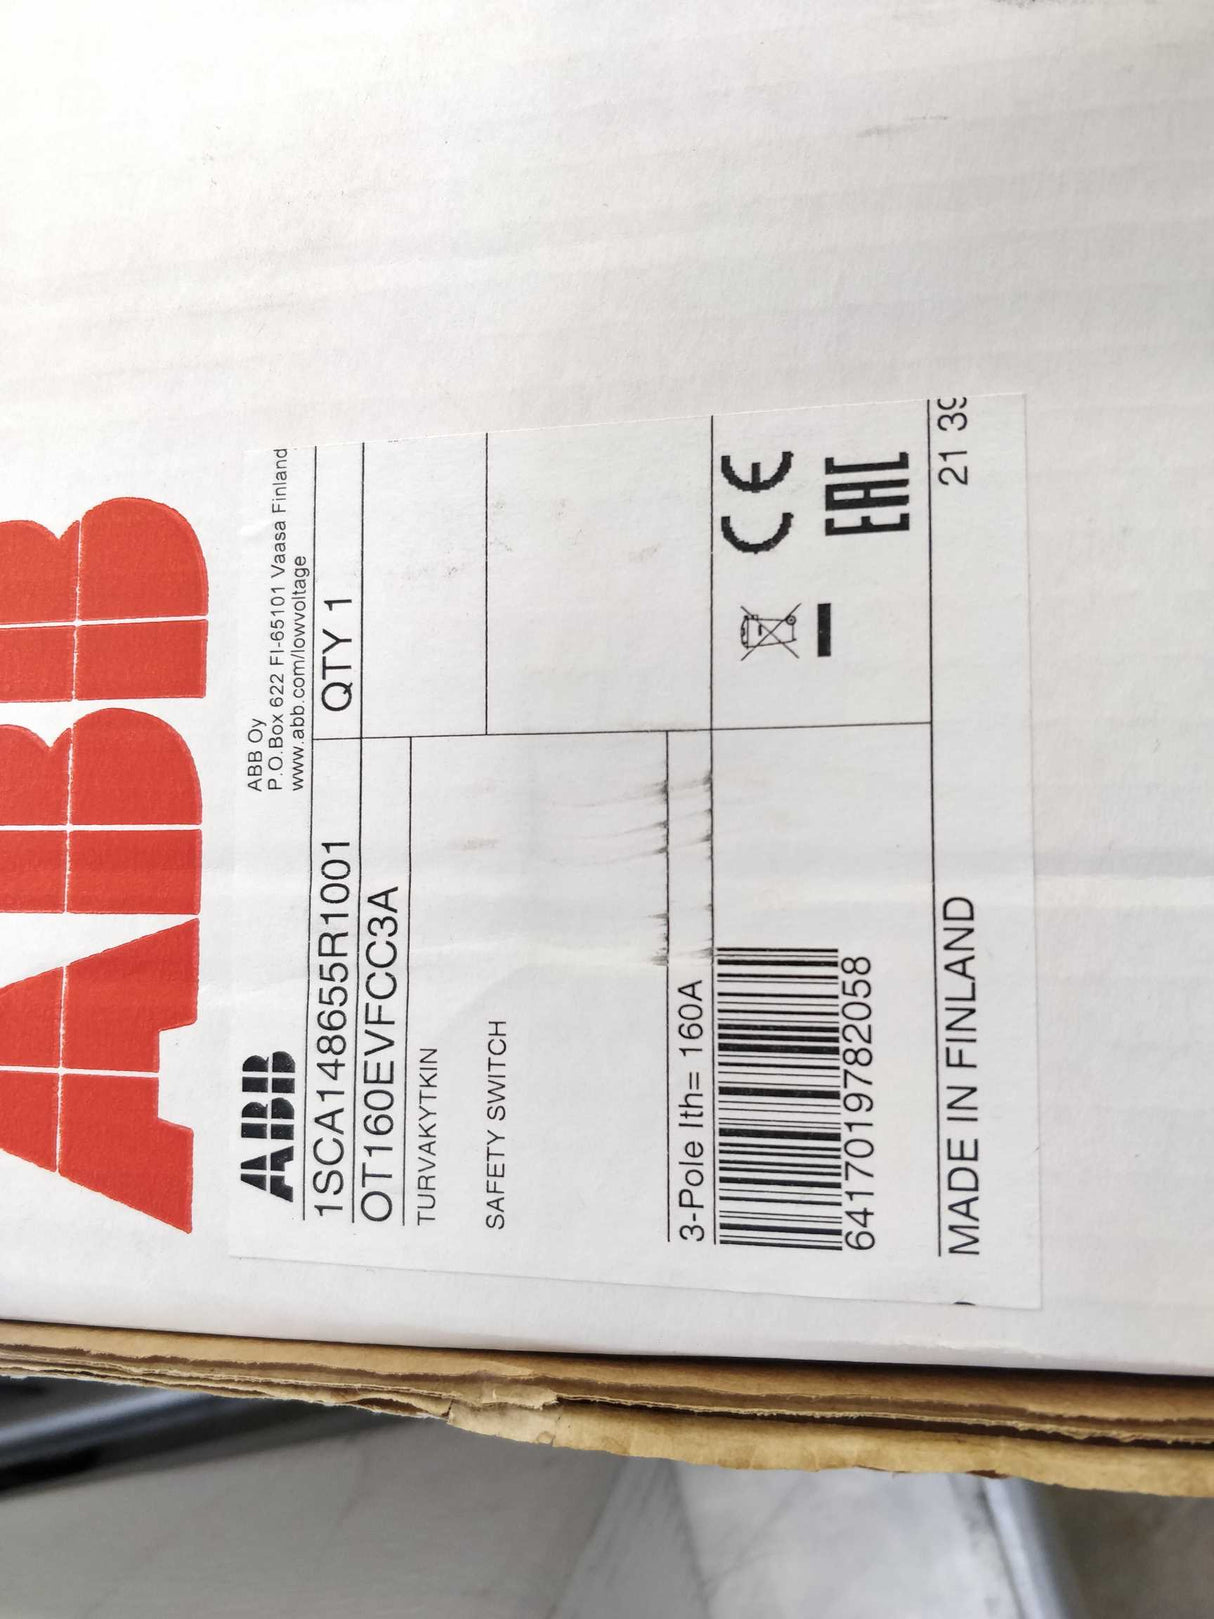 ABB
ABB
ABB Oy
P.O.Box 622 FI-65101 Vaasa Finland
www.abb.com/lowvoltage
1SCA148655R1001 QTY 1
OT160EVFCC3A
TURVAKYTKIN
SAFETY SWITCH
3-Pole Ith= 160A
CE
EAC
6417019782058
MADE IN FINLAND 21 39